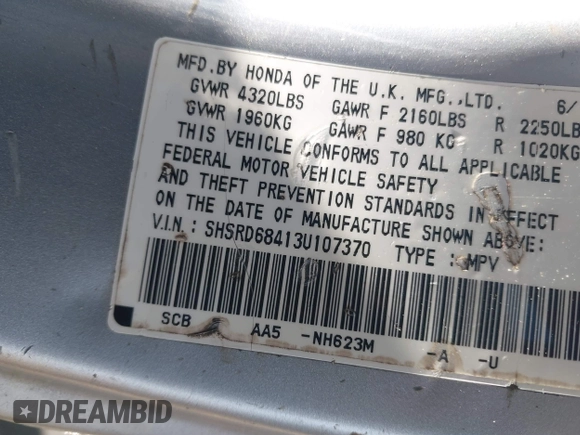 MFD.BY HONDA OF THE U.K. MFG.,LTD. 6/
GVWR 4320LBS GAWR F 2160LBS R 2250LB
GVWR 1960KG GAWR F 980 KG R 1020KG
THIS VEHICLE CONFORMS TO ALL APPLICABLE
FEDERAL MOTOR VEHICLE SAFETY
AND THEFT PREVENTION STANDARDS IN EFFECT
ON THE DATE OF MANUFACTURE SHOWN ABOVE:
V.I.N.: SHSRD68413U107370 TYPE : MPV
SCB AA5 -NH623M -A -U
DREAMBID